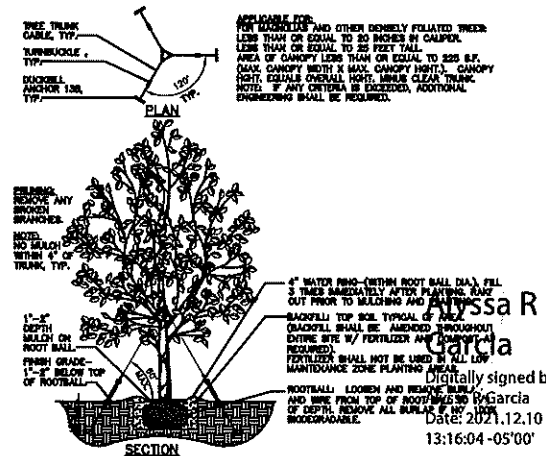 TREE TRUNK
CABLE, TYP.
TURNBUCKLE,
TYP.
DUCKBILL
ANCHOR 138,
TYP.
120°
TYP.
PLAN
APPLICABLE FOR:
FOR MAGNOLIAS AND OTHER DENSELY FOLIATED TREES:
LESS THAN OR EQUAL TO 20 INCHES IN CALIPER.
LESS THAN OR EQUAL TO 25 FEET TALL.
AREA OF CANOPY LESS THAN OR EQUAL TO 225 S.F.
(MAX. CANOPY WIDTH X MAX. CANOPY HGHT.). CANOPY
HGHT. EQUALS OVERALL HGHT. MINUS CLEAR TRUNK.
NOTE: IF ANY CRITERIA IS EXCEEDED, ADDITIONAL
ENGINEERING SHALL BE REQUIRED.
PRUNING:
REMOVE ANY
BROKEN
BRANCHES.
NOTE:
NO MULCH
WITHIN 4" OF
TRUNK, TYP.
1"-2"
DEPTH
MULCH ON
ROOT BALL
FINISH GRADE-
1"-2" BELOW TOP
OF ROOTBALL
60°
MAX.
4" WATER RING-(WITHIN ROOT BALL DIA.), FILL
3 TIMES IMMEDIATELY AFTER PLANTING. RAKE
OUT PRIOR TO MULCHING AND
BACKFILL: TOP SOIL TYPICAL OF AREA.
(BACKFILL SHALL BE AMENDED THROUGHOUT
ENTIRE SITE W/ FERTILIZER AND COMPOST AS
REQUIRED).
FERTILIZER SHALL NOT BE USED IN ALL LOW
MAINTENANCE ZONE PLANTING AREAS.
ROOTBALL: LOOSEN AND REMOVE BURLAP
AND WIRE FROM TOP OF ROOT
OF DEPTH. REMOVE ALL BURLAP IF NOT 100%
BIODEGRADABLE.
SECTION
Alyssa R
Garcia
Digitally signed b
R Garcia
Date: 2021.12.10
13:16:04 -05'00'